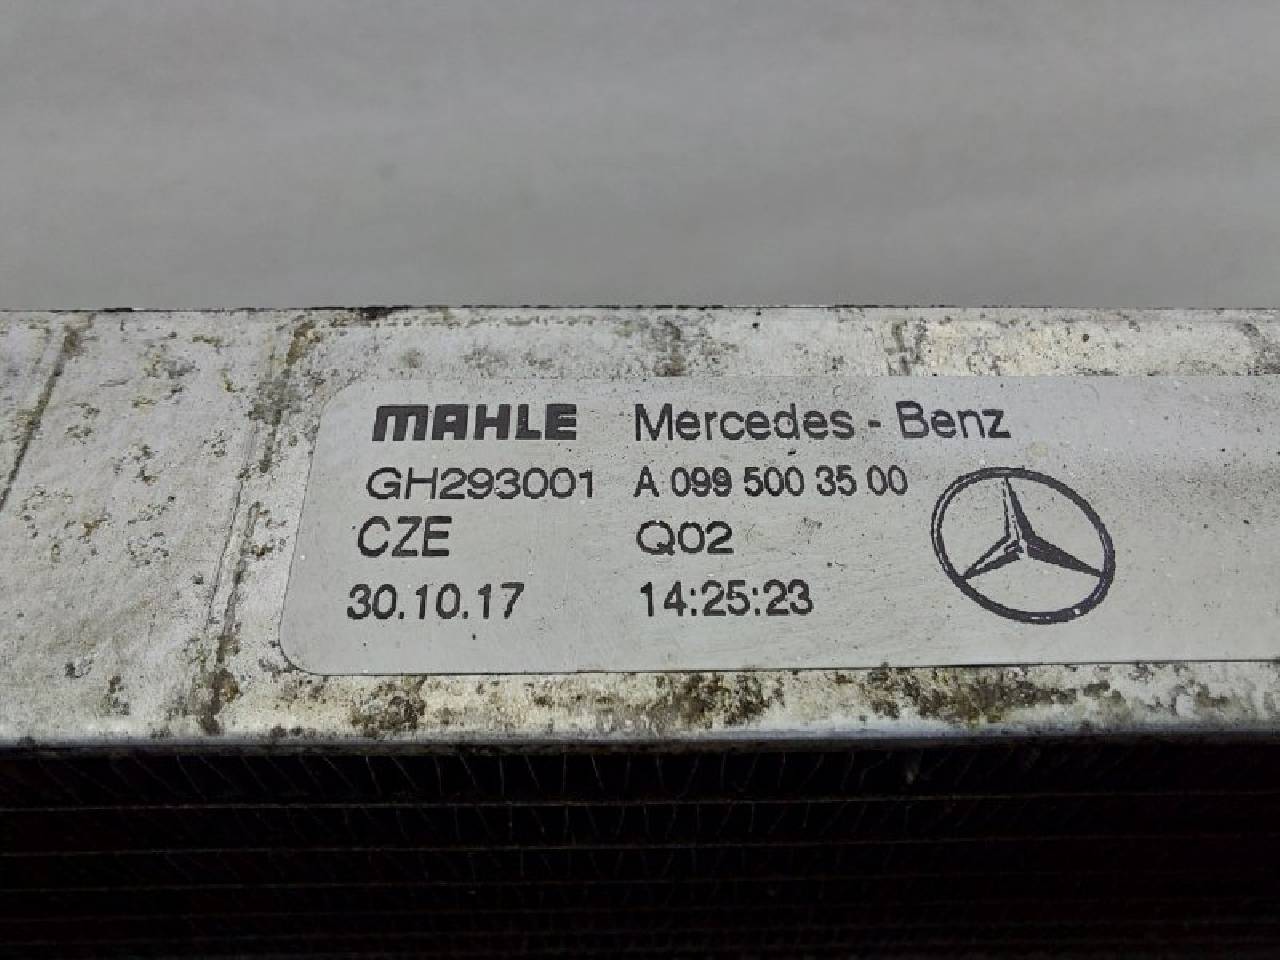 MAHLE Mercedes - Benz
GH293001 A 099 500 35 00
CZE Q02
30.10.17 14:25:23